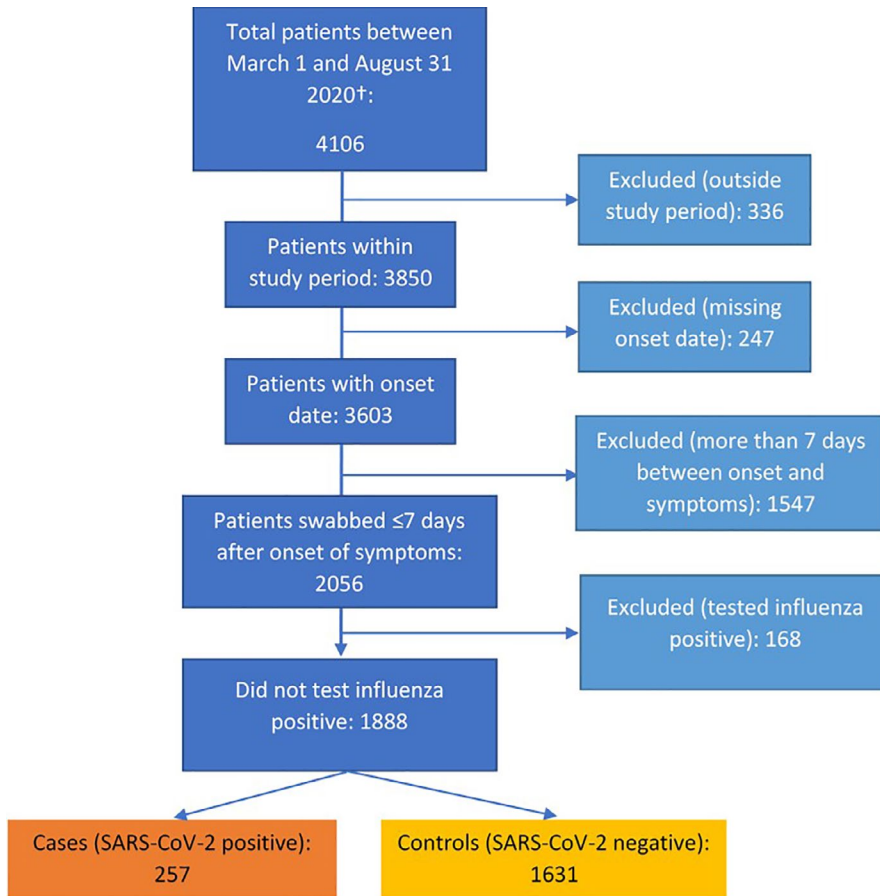 Total patients between
March 1 and August 31
2020†:
4106
Excluded (outside
study period): 336
Patients within
study period: 3850
Excluded (missing
onset date): 247
Patients with onset
date: 3603
Excluded (more than 7 days
between onset and
symptoms): 1547
Patients swabbed ≤7 days
after onset of symptoms:
2056
Excluded (tested influenza
positive): 168
Did not test influenza
positive: 1888
Cases (SARS-CoV-2 positive):
257
Controls (SARS-CoV-2 negative):
1631